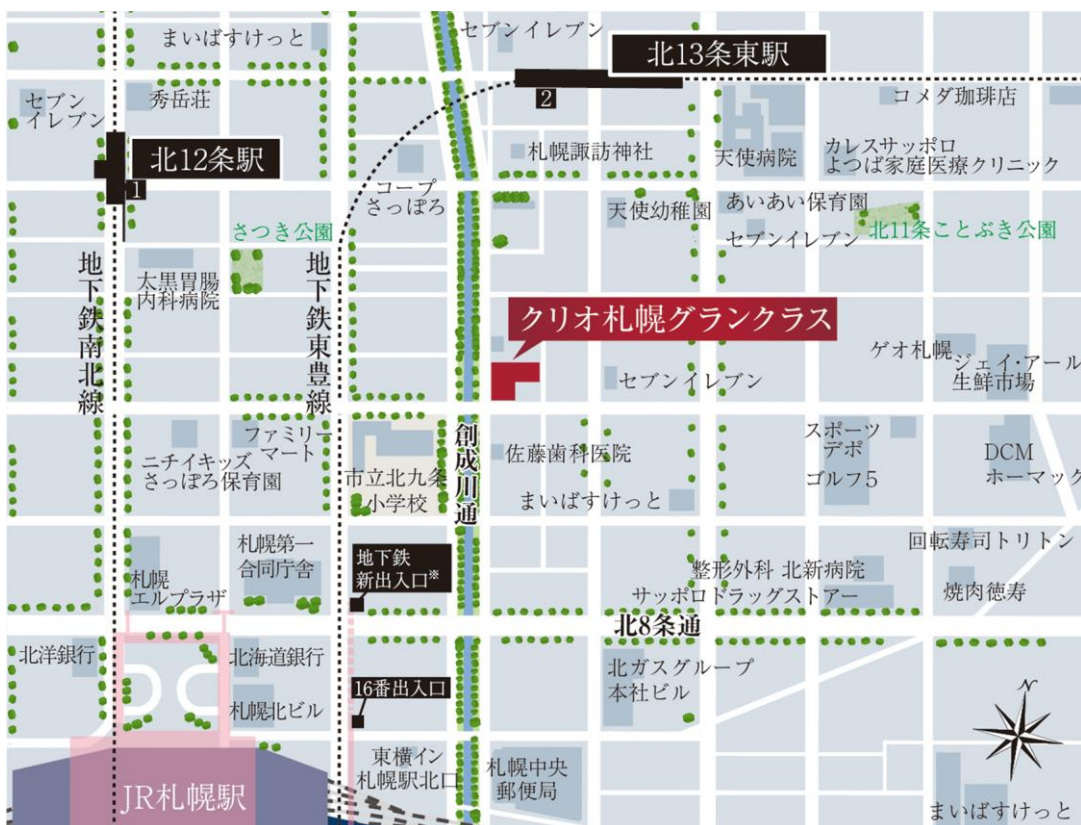 まいばすけっと
セブンイレブン
北13条東駅
2
セブン
イレブン
秀岳荘
コメダ珈琲店
北12条駅
1
コープ
さっぽろ
札幌諏訪神社
天使病院
カレスサッポロ
よつば家庭医療クリニック
天使幼稚園
あいあい保育園
セブンイレブン
北11条ことぶき公園
さつき公園
太黒胃腸
内科病院
地下鉄南北線
地下鉄東豊線
クリオ札幌グランクラス
セブンイレブン
ゲオ札幌
ジェイ・アール
生鮮市場
ニチイキッズ
さっぽろ保育園
ファミリー
マート
市立北九条
小学校
創成川通
佐藤歯科医院
まいばすけっと
スポーツ
デポ
ゴルフ5
DCM
ホーマック
札幌
エルプラザ
札幌第一
合同庁舎
地下鉄
新出入口※
整形外科 北新病院
サッポロドラッグストアー
回転寿司トリトン
焼肉徳寿
北8条通
北洋銀行
北海道銀行
札幌北ビル
16番出入口
北ガスグループ
本社ビル
N
JR札幌駅
東横イン
札幌駅北口
札幌中央
郵便局
まいばすけっと